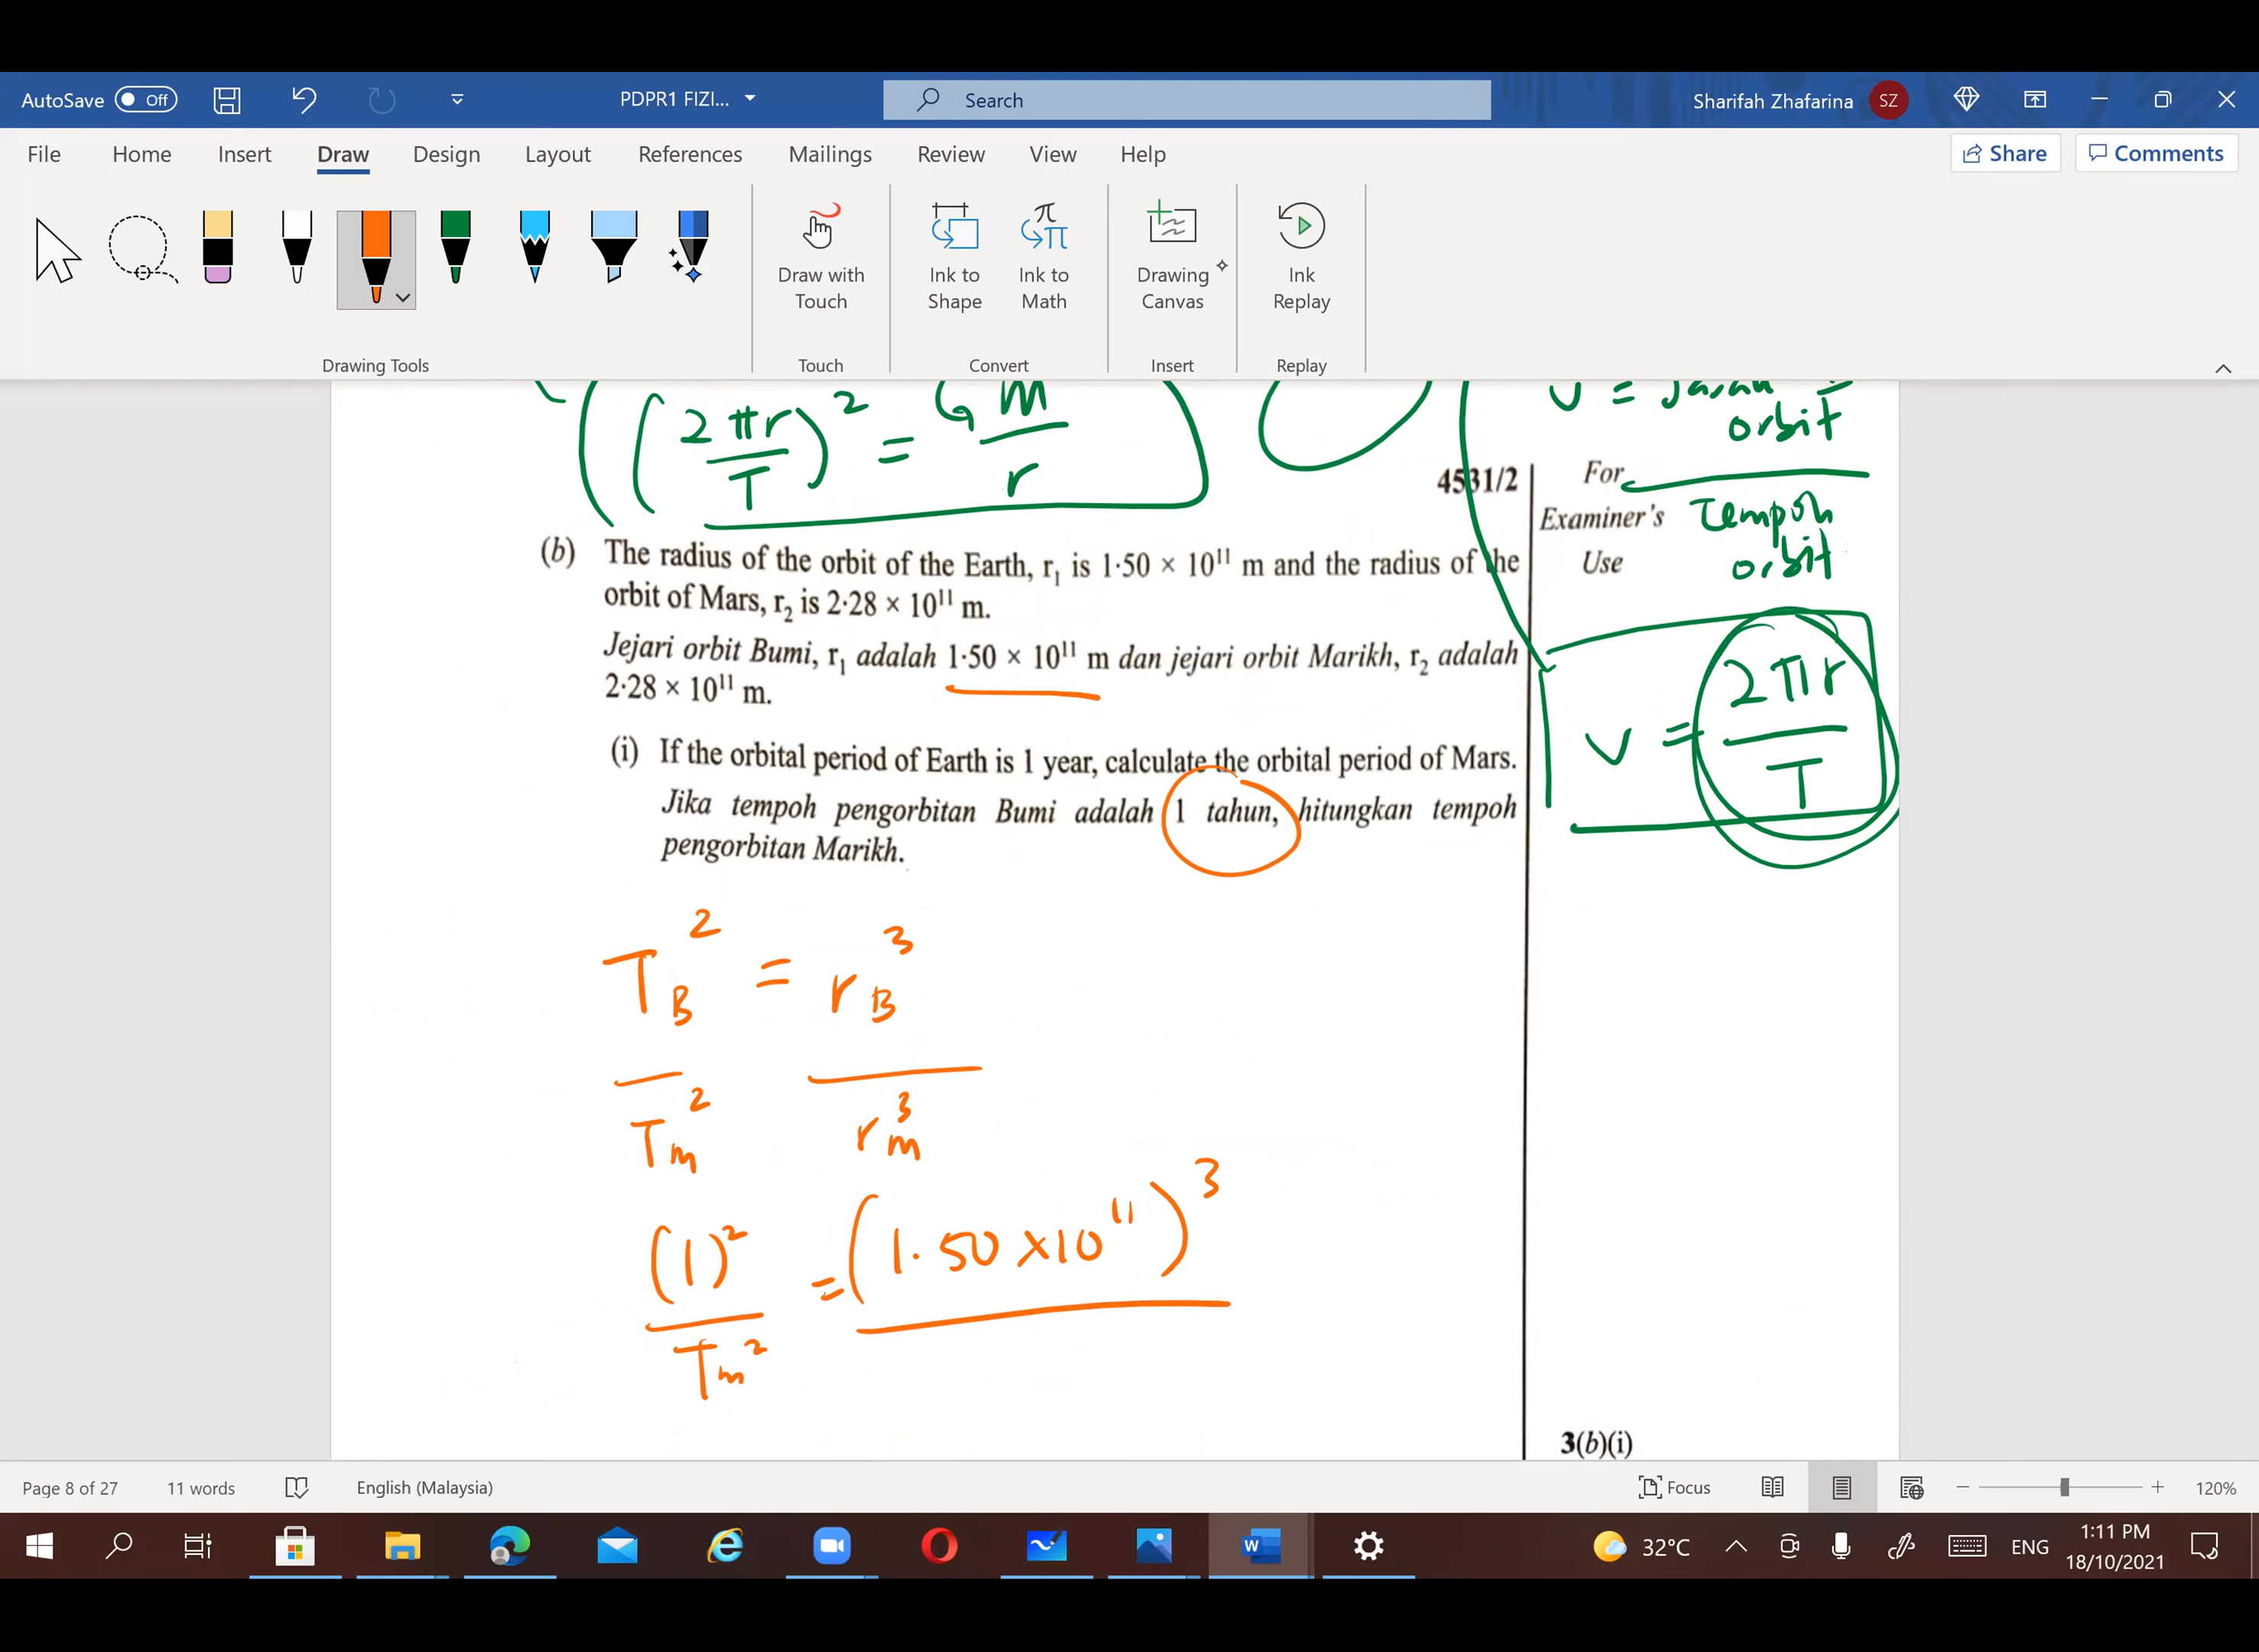 AutoSave Off PDPR1 FIZI... Search Sharifah Zhafarina SZ
File Home Insert Draw Design Layout References Mailings Review View Help Share Comments
Draw with Touch
Ink to Shape
Ink to Math
Drawing Canvas
Ink Replay
Drawing Tools Touch Convert Insert Replay
(2πr/T)² = GM/r
v = Jarak orbit
Tempoh orbit
v = 2πr/T
4531/2
For
Examiner's
Use
(b) The radius of the orbit of the Earth, r₁ is 1·50 × 10¹¹ m and the radius of the
orbit of Mars, r₂ is 2·28 × 10¹¹ m.
Jejari orbit Bumi, r₁ adalah 1·50 × 10¹¹ m dan jejari orbit Marikh, r₂ adalah
2·28 × 10¹¹ m.
(i) If the orbital period of Earth is 1 year, calculate the orbital period of Mars.
Jika tempoh pengorbitan Bumi adalah 1 tahun, hitungkan tempoh
pengorbitan Marikh.
T_B² = r_B³
T_m² r_m³
(1)² = (1.50 × 10¹¹)³
T_m²
3(b)(i)
Page 8 of 27 11 words English (Malaysia) Focus 120%
32°C ENG 1:11 PM
18/10/2021